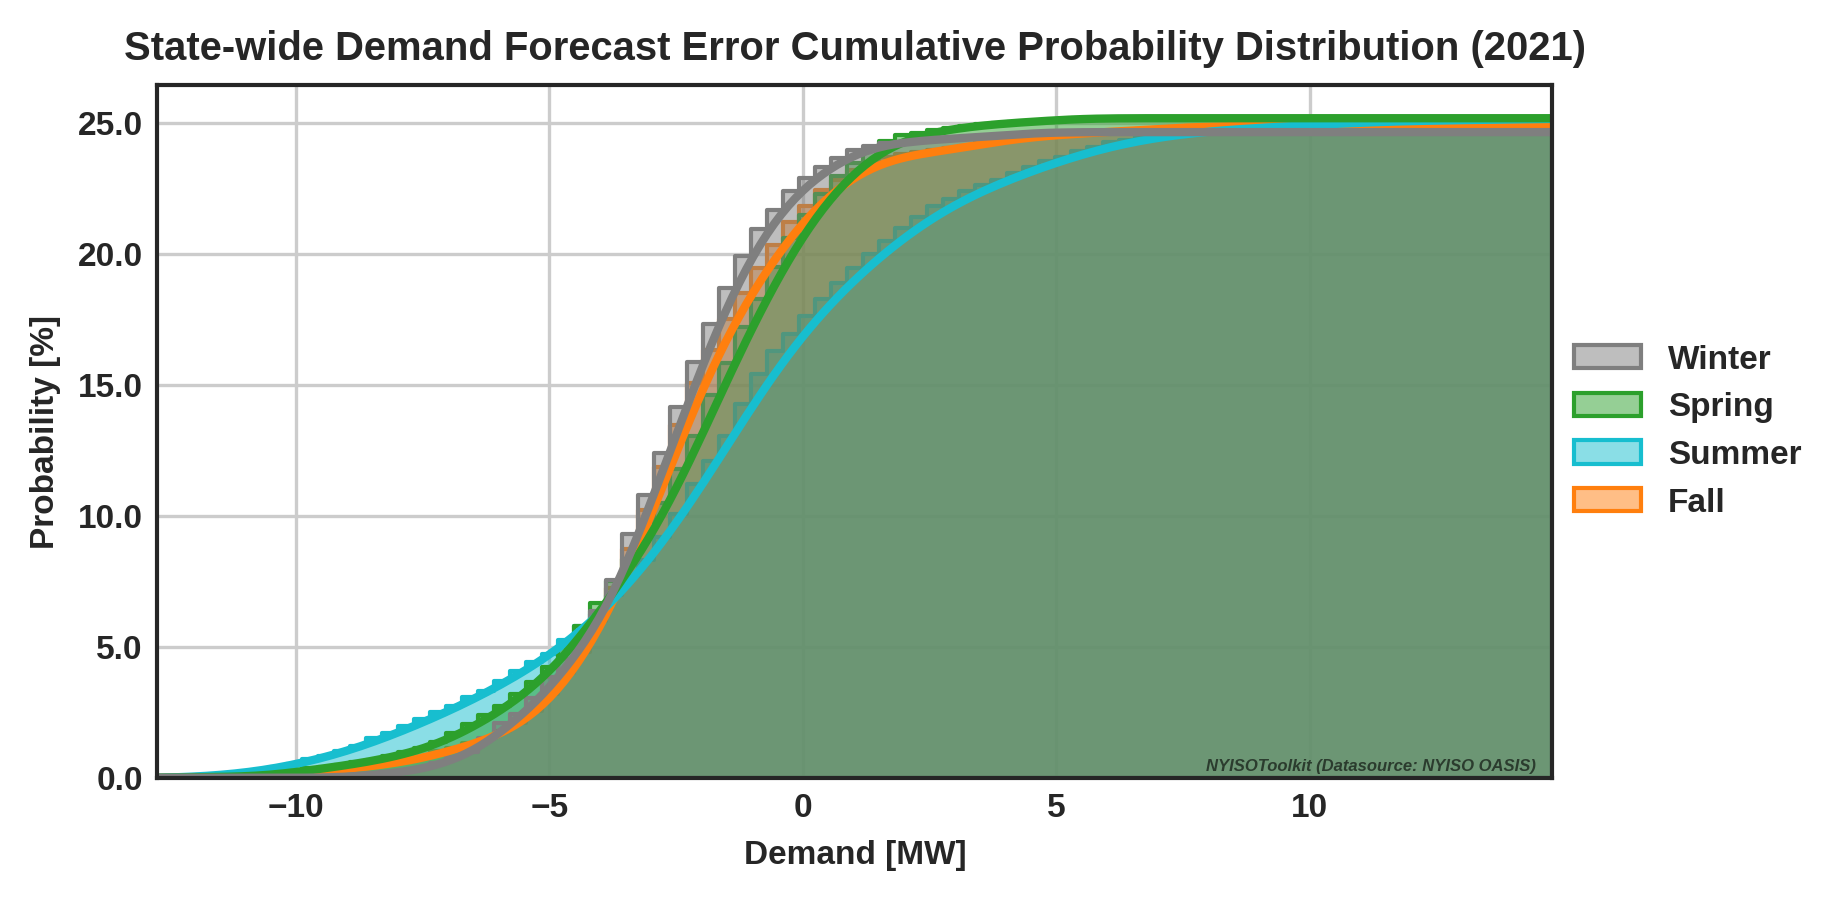 State-wide Demand Forecast Error Cumulative Probability Distribution (2021)
Probability [%]
25.0
20.0
15.0
10.0
5.0
0.0
−10
−5
0
5
10
Demand [MW]
Winter
Spring
Summer
Fall
NYISOToolkit (Datasource: NYISO OASIS)